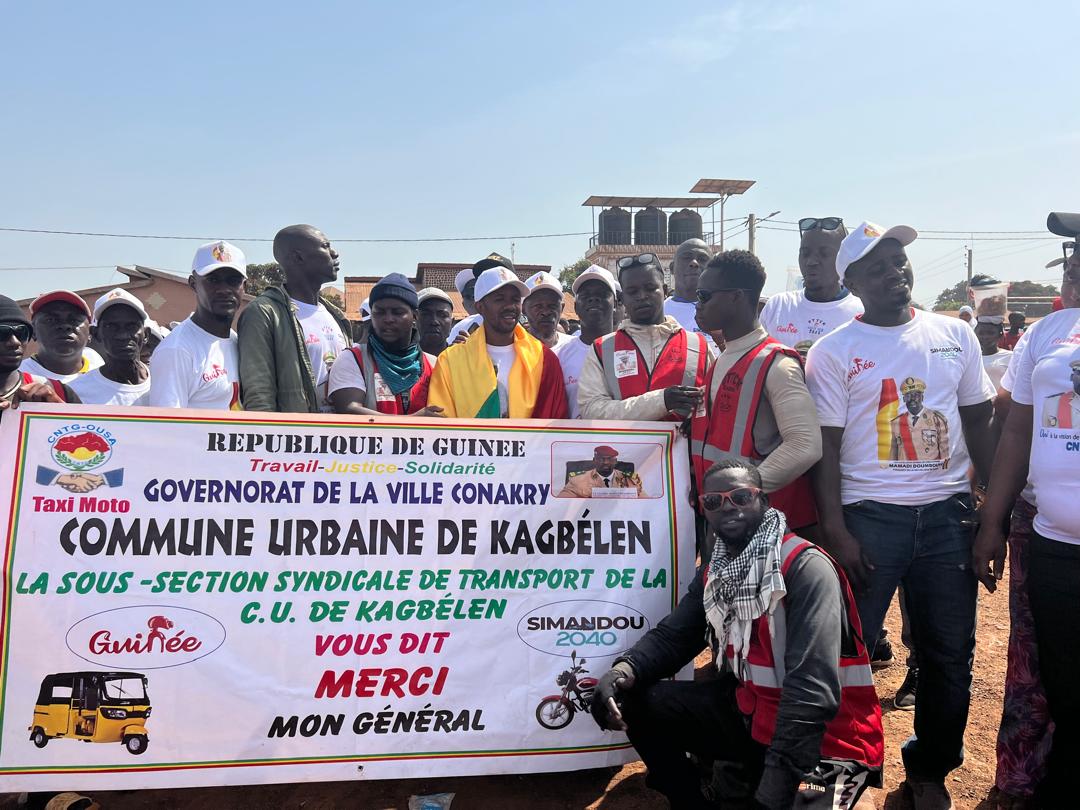 CNTG-OUSA
Taxi Moto
REPUBLIQUE DE GUINEE
Travail-Justice-Solidarité
GOUVERNORAT DE LA VILLE CONAKRY
COMMUNE URBAINE DE KAGBÉLEN
LA SOUS -SECTION SYNDICALE DE TRANSPORT DE LA
C.U. DE KAGBÉLEN
VOUS DIT
MERCI
MON GÉNÉRAL
Guinée
SIMANDOU
2040
Guinée
SIMANDOU
2040
MAMADI DOUMBOUYA